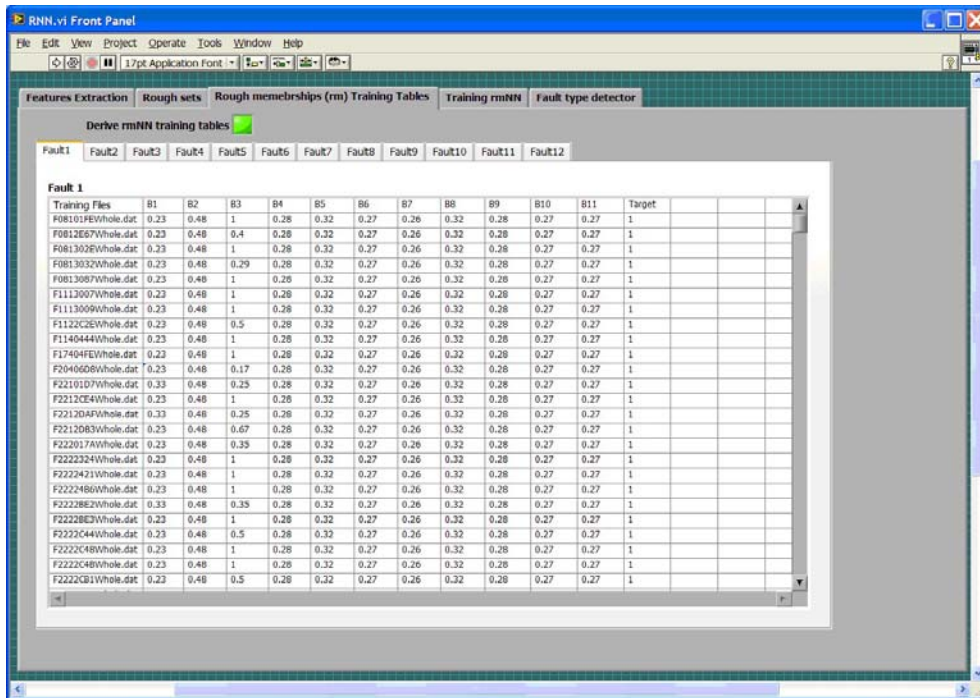 RNN.vi Front Panel
File Edit View Project Operate Tools Window Help
17pt Application Font
Features Extraction Rough sets Rough memebrships (rm) Training Tables Training rmNN Fault type detector
Derive rmNN training tables
Fault1 Fault2 Fault3 Fault4 Fault5 Fault6 Fault7 Fault8 Fault9 Fault10 Fault11 Fault12
Fault 1
Training Files B1 B2 B3 B4 B5 B6 B7 B8 B9 B10 B11 Target
F08101FEWhole.dat 0.23 0.48 1 0.28 0.32 0.27 0.26 0.32 0.28 0.27 0.27 1
F0812E67Whole.dat 0.23 0.48 0.4 0.28 0.32 0.27 0.26 0.32 0.28 0.27 0.27 1
F081302EWhole.dat 0.23 0.48 1 0.28 0.32 0.27 0.26 0.32 0.28 0.27 0.27 1
F0813032Whole.dat 0.23 0.48 0.29 0.28 0.32 0.27 0.26 0.32 0.28 0.27 0.27 1
F0813087Whole.dat 0.23 0.48 1 0.28 0.32 0.27 0.26 0.32 0.28 0.27 0.27 1
F1113007Whole.dat 0.23 0.48 1 0.28 0.32 0.27 0.26 0.32 0.28 0.27 0.27 1
F1113009Whole.dat 0.23 0.48 1 0.28 0.32 0.27 0.26 0.32 0.28 0.27 0.27 1
F1122C2EWhole.dat 0.23 0.48 0.5 0.28 0.32 0.27 0.26 0.32 0.28 0.27 0.27 1
F1140444Whole.dat 0.23 0.48 1 0.28 0.32 0.27 0.26 0.32 0.28 0.27 0.27 1
F17404FEWhole.dat 0.23 0.48 1 0.28 0.32 0.27 0.26 0.32 0.28 0.27 0.27 1
F20406D8Whole.dat 0.23 0.48 0.17 0.28 0.32 0.27 0.26 0.32 0.28 0.27 0.27 1
F22101D7Whole.dat 0.33 0.48 0.25 0.28 0.32 0.27 0.26 0.32 0.28 0.27 0.27 1
F2212CE4Whole.dat 0.23 0.48 1 0.28 0.32 0.27 0.26 0.32 0.28 0.27 0.27 1
F2212DAFWhole.dat 0.33 0.48 0.25 0.28 0.32 0.27 0.26 0.32 0.28 0.27 0.27 1
F2212DB3Whole.dat 0.23 0.48 0.67 0.28 0.32 0.27 0.26 0.32 0.28 0.27 0.27 1
F222017AWhole.dat 0.23 0.48 0.35 0.28 0.32 0.27 0.26 0.32 0.28 0.27 0.27 1
F2222324Whole.dat 0.23 0.48 1 0.28 0.32 0.27 0.26 0.32 0.28 0.27 0.27 1
F2222421Whole.dat 0.23 0.48 1 0.28 0.32 0.27 0.26 0.32 0.28 0.27 0.27 1
F22224B6Whole.dat 0.23 0.48 1 0.28 0.32 0.27 0.26 0.32 0.28 0.27 0.27 1
F2222BE2Whole.dat 0.33 0.48 0.35 0.28 0.32 0.27 0.26 0.32 0.28 0.27 0.27 1
F2222BE3Whole.dat 0.23 0.48 1 0.28 0.32 0.27 0.26 0.32 0.28 0.27 0.27 1
F2222C44Whole.dat 0.23 0.48 0.5 0.28 0.32 0.27 0.26 0.32 0.28 0.27 0.27 1
F2222C48Whole.dat 0.23 0.48 1 0.28 0.32 0.27 0.26 0.32 0.28 0.27 0.27 1
F2222C4BWhole.dat 0.23 0.48 1 0.28 0.32 0.27 0.26 0.32 0.28 0.27 0.27 1
F2222CB1Whole.dat 0.23 0.48 0.5 0.28 0.32 0.27 0.26 0.32 0.28 0.27 0.27 1